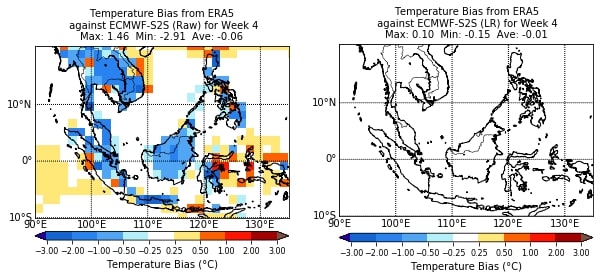 Temperature Bias from ERA5
against ECMWF-S2S (Raw) for Week 4
Max: 1.46 Min: -2.91 Ave: -0.06
10°N
0°
10°S
90°E 100°E 110°E 120°E 130°E
−3.00 −2.00 −1.00 −0.50 −0.25 0.25 0.50 1.00 2.00 3.00
Temperature Bias (°C)
Temperature Bias from ERA5
against ECMWF-S2S (LR) for Week 4
Max: 0.10 Min: -0.15 Ave: -0.01
10°N
0°
10°S
90°E 100°E 110°E 120°E 130°E
−3.00 −2.00 −1.00 −0.50 −0.25 0.25 0.50 1.00 2.00 3.00
Temperature Bias (°C)